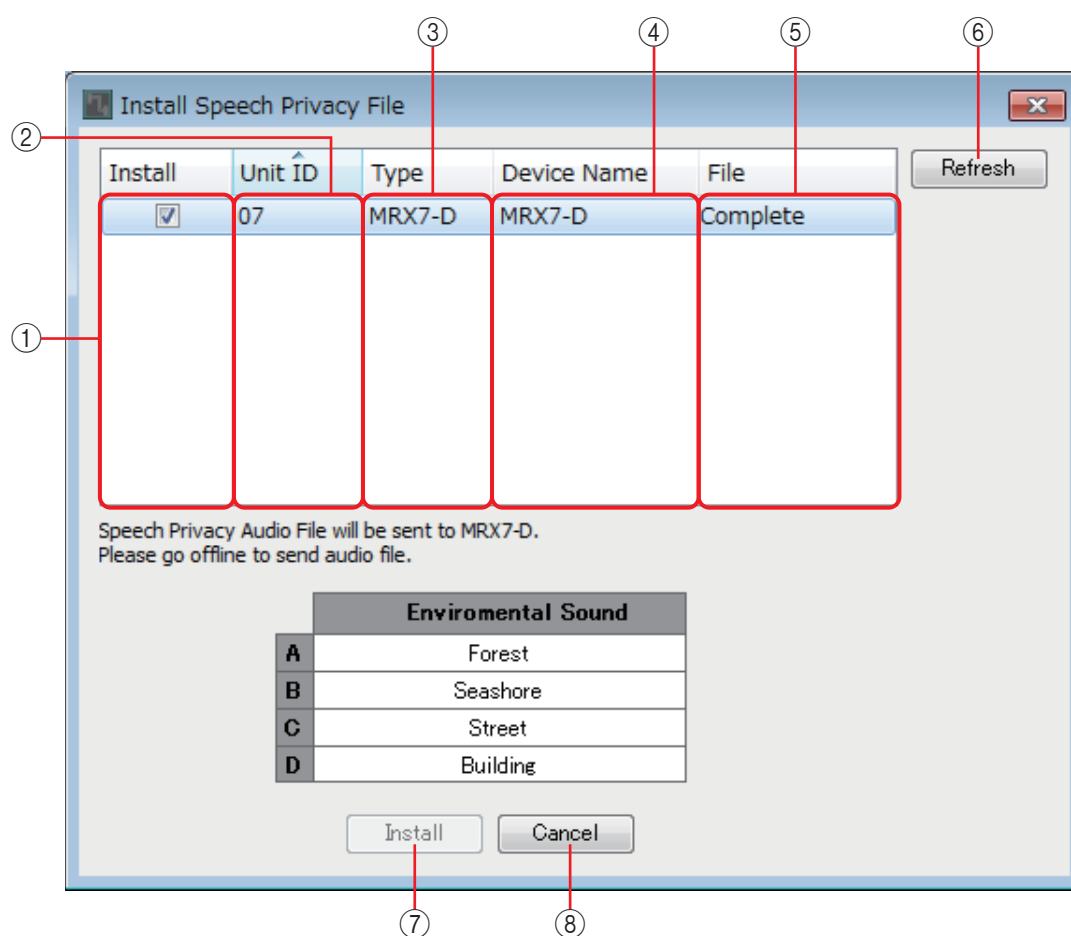 ③ ④ ⑤ ⑥
Install Speech Privacy File
②
Install Unit ID Type Device Name File Refresh
07 MRX7-D MRX7-D Complete
①
Speech Privacy Audio File will be sent to MRX7-D.
Please go offline to send audio file.
Enviromental Sound
A Forest
B Seashore
C Street
D Building
Install Cancel
⑦ ⑧